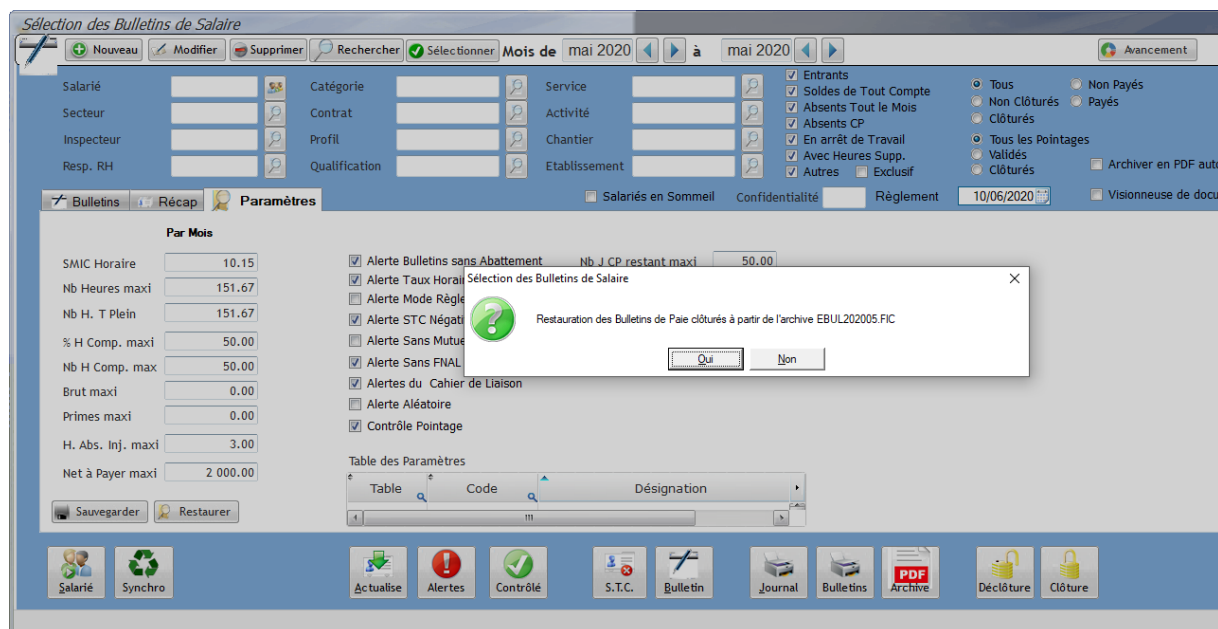 Sélection des Bulletins de Salaire
Nouveau Modifier Supprimer Rechercher Sélectionner Mois de mai 2020 à mai 2020 Avancement
Salarié Catégorie Service Entrants Tous Non Payés
Soldes de Tout Compte Non Clôturés Payés
Secteur Contrat Activité Absents Tout le Mois Clôturés
Absents CP
Inspecteur Profil Chantier En arrêt de Travail Tous les Pointages
Avec Heures Supp. Validés
Resp. RH Qualification Etablissement Autres Exclusif Clôturés Archiver en PDF auto
Bulletins Récap Paramètres Salariés en Sommeil Confidentialité Règlement 10/06/2020 Visionneuse de docu
Par Mois
SMIC Horaire 10.15 Alerte Bulletins sans Abattement Nb J CP restant maxi 50.00
Nb Heures maxi 151.67 Alerte Taux Horai
Sélection des Bulletins de Salaire
Alerte Mode Règle
Nb H. T Plein 151.67 Alerte STC Négati
Restauration des Bulletins de Paie clôturés à partir de l'archive EBUL202005.FIC
% H Comp. maxi 50.00 Alerte Sans Mutue
Nb H Comp. max 50.00 Alerte Sans FNAL
Oui Non
Brut maxi 0.00 Alertes du Cahier de Liaison
Primes maxi 0.00 Alerte Aléatoire
Contrôle Pointage
H. Abs. Inj. maxi 3.00
Net à Payer maxi 2 000.00 Table des Paramètres
Table Code Désignation
Sauvegarder Restaurer
Salarié Synchro Actualise Alertes Contrôlé S.T.C. Bulletin Journal Bulletins PDF Archive Déclôture Clôture